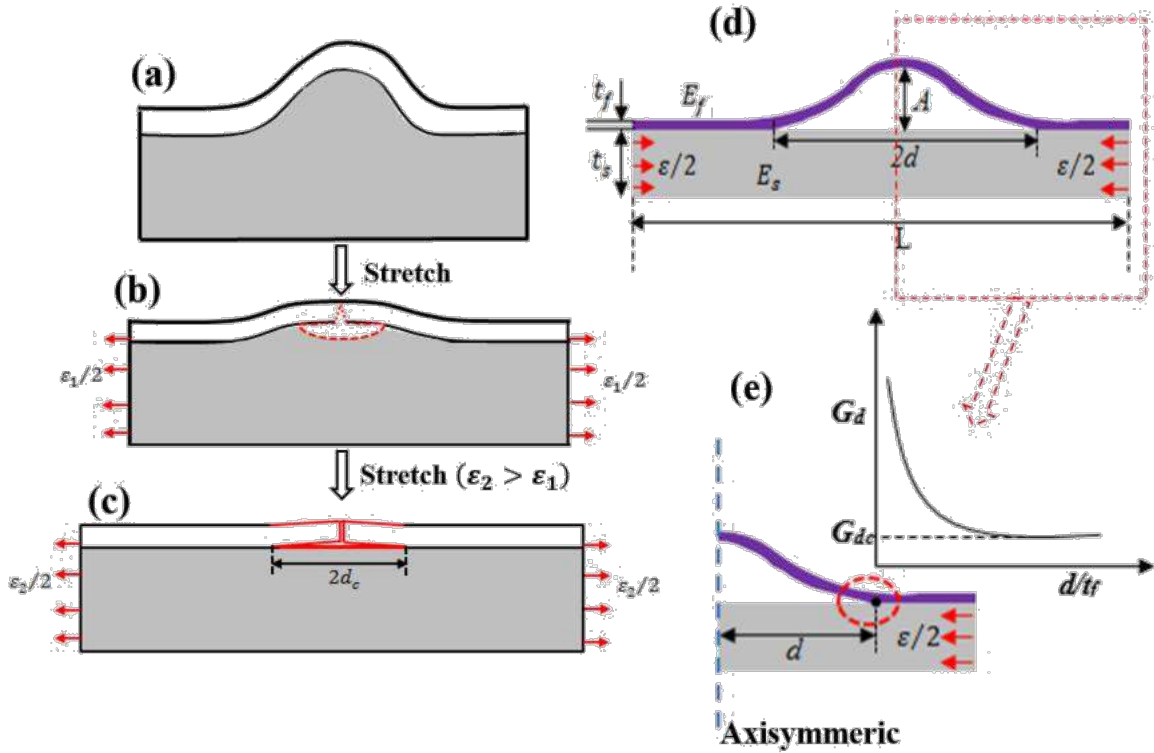 (a)
Stretch
(b)
ε₁/2
ε₁/2
Stretch (ε₂ > ε₁)
(c)
ε₂/2
ε₂/2
2d_c
(d)
t_f
E_f
A
t_s
ε/2
E_s
2d
ε/2
L
(e)
G_d
G_dc
d/t_f
d
ε/2
Axisymmeric